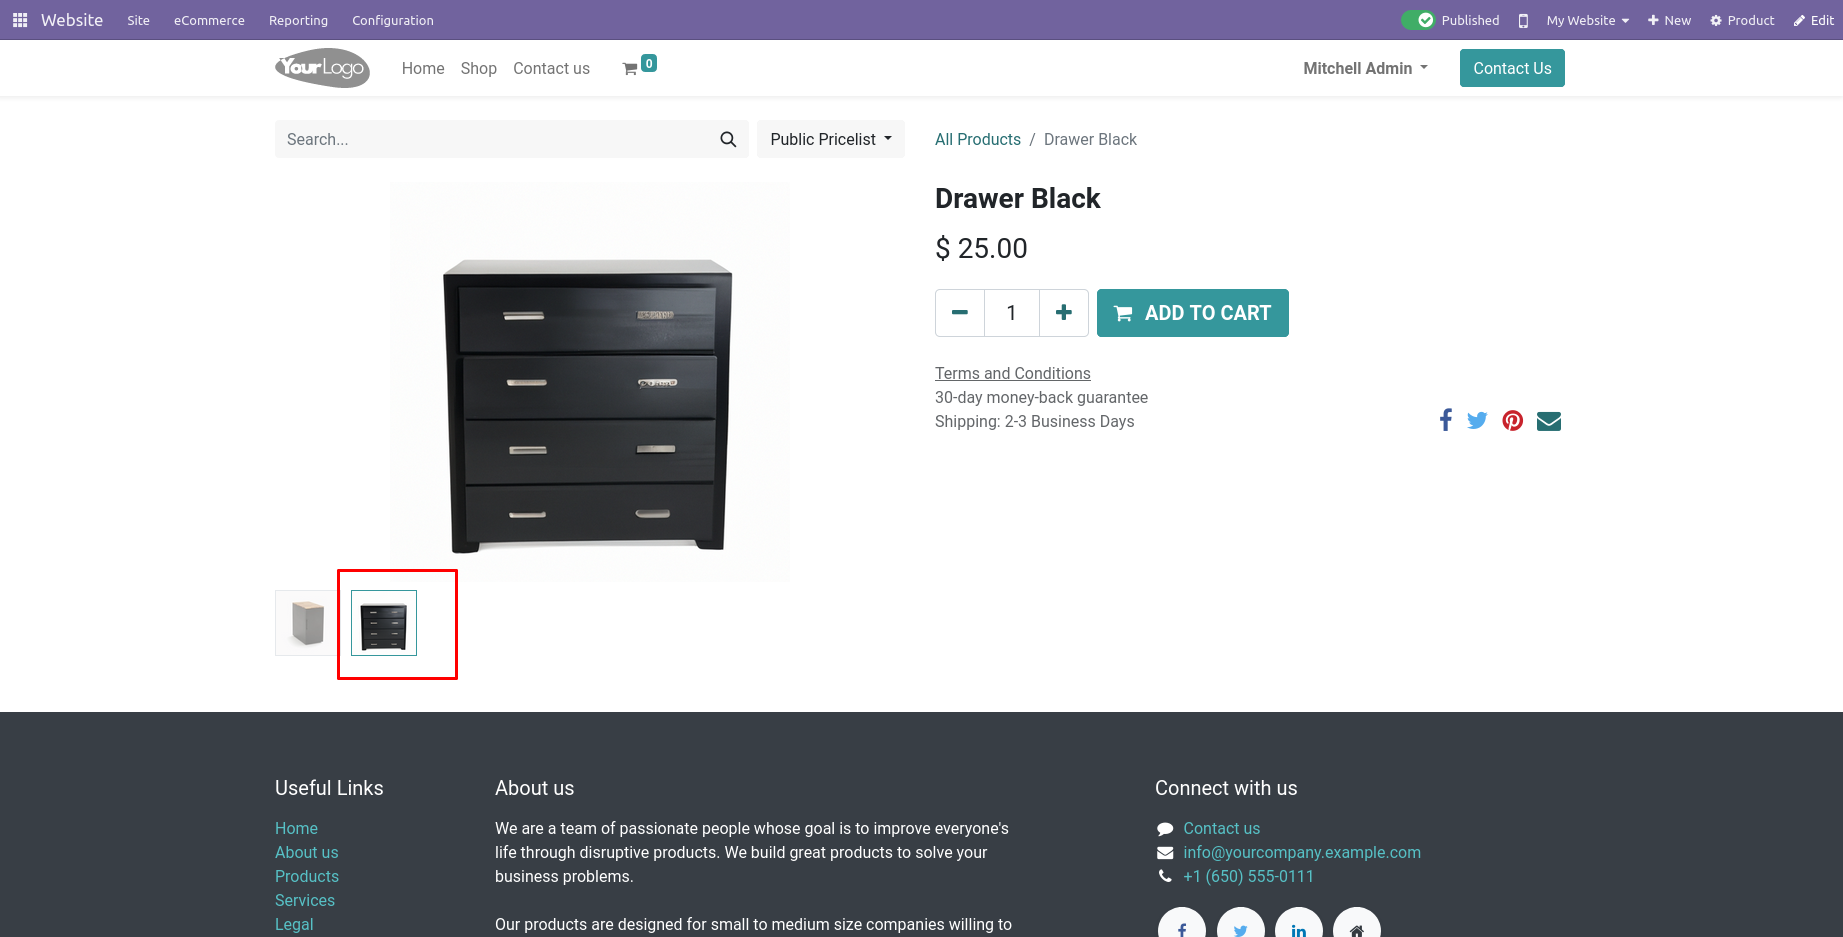 Website Site eCommerce Reporting Configuration Published My Website New Product Edit
YourLogo Home Shop Contact us 0 Mitchell Admin Contact Us
Search... Public Pricelist All Products / Drawer Black
Drawer Black
$ 25.00
1 ADD TO CART
Terms and Conditions
30-day money-back guarantee
Shipping: 2-3 Business Days
Useful Links
Home
About us
Products
Services
Legal
About us
We are a team of passionate people whose goal is to improve everyone's
life through disruptive products. We build great products to solve your
business problems.
Our products are designed for small to medium size companies willing to
Connect with us
Contact us
info@yourcompany.example.com
+1 (650) 555-0111